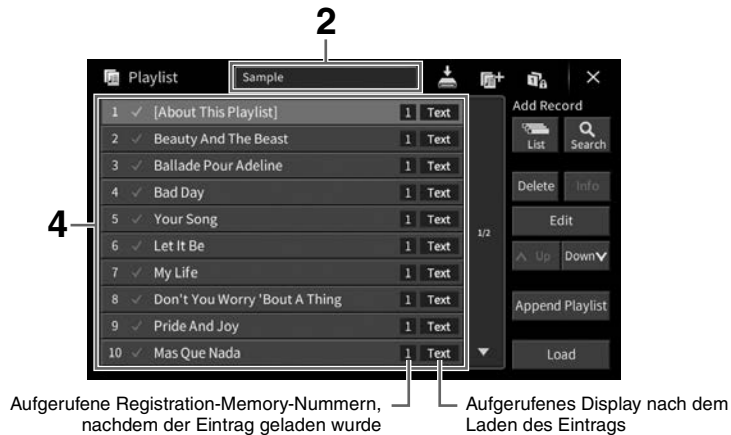 2
Playlist Sample
Add Record
1 [About This Playlist] 1 Text
List Search
2 Beauty And The Beast 1 Text
3 Ballade Pour Adeline 1 Text
Delete Info
4 Bad Day 1 Text
4
5 Your Song 1 Text
Edit
1/2
6 Let It Be 1 Text
Up Down
7 My Life 1 Text
8 Don't You Worry 'Bout A Thing 1 Text
Append Playlist
9 Pride And Joy 1 Text
10 Mas Que Nada 1 Text
Load
Aufgerufene Registration-Memory-Nummern,
nachdem der Eintrag geladen wurde
Aufgerufenes Display nach dem
Laden des Eintrags